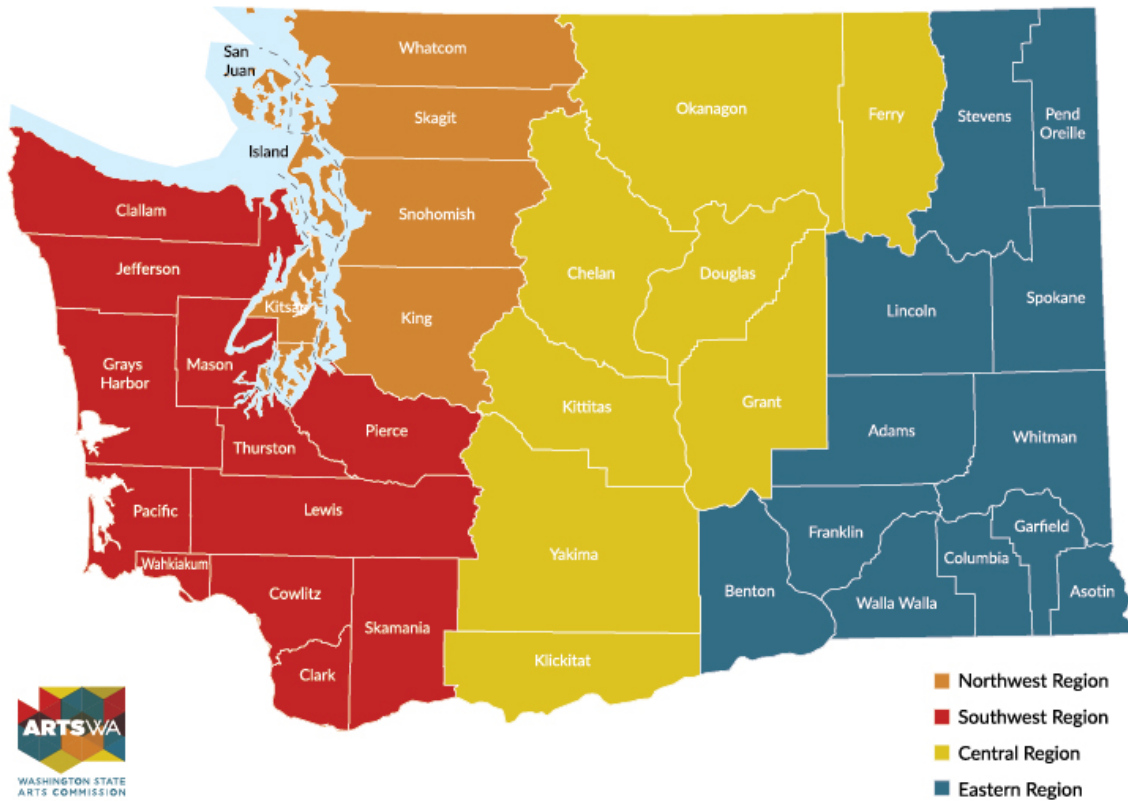 San
Juan
Whatcom
Skagit
Island
Snohomish
King
Kitsap
Okanagon
Ferry
Stevens
Pend
Oreille
Clallam
Jefferson
Grays
Harbor
Mason
Thurston
Pierce
Chelan
Douglas
Kittitas
Grant
Lincoln
Spokane
Adams
Whitman
Pacific
Lewis
Wahkiakum
Cowlitz
Skamania
Clark
Yakima
Klickitat
Benton
Franklin
Walla Walla
Columbia
Garfield
Asotin
Northwest Region
Southwest Region
Central Region
Eastern Region
ARTSWA
WASHINGTON STATE
ARTS COMMISSION